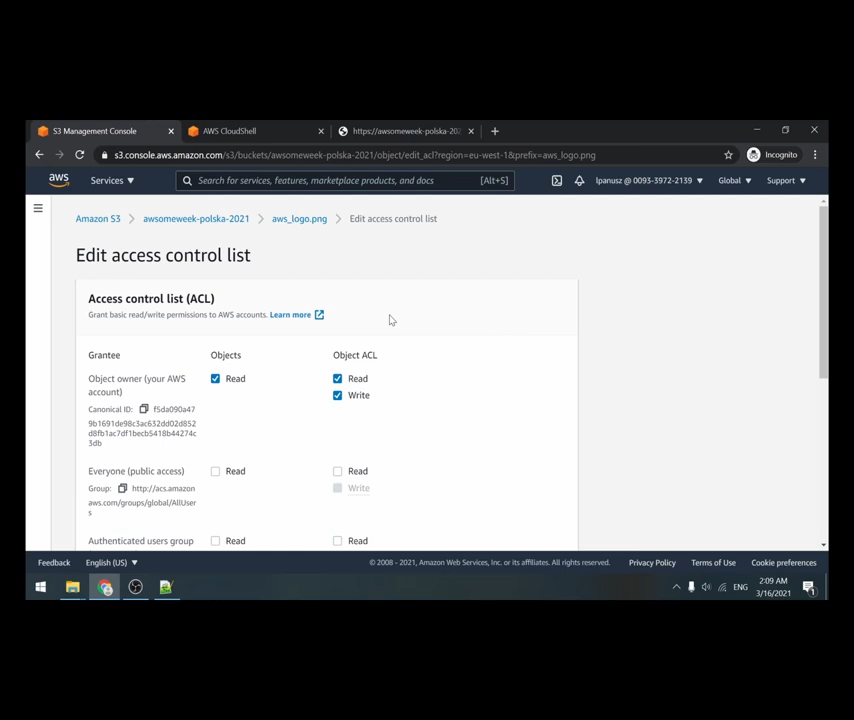 S3 Management Console
AWS CloudShell
https://awsomeweek-polska-202
s3.console.aws.amazon.com/s3/buckets/awsomeweek-polska-2021/object/edit_acl?region=eu-west-1&prefix=aws_logo.png
Incognito
aws
Services
Search for services, features, marketplace products, and docs
[Alt+S]
lpanusz @ 0093-3972-2139
Global
Support
Amazon S3
awsomeweek-polska-2021
aws_logo.png
Edit access control list
Edit access control list
Access control list (ACL)
Grant basic read/write permissions to AWS accounts. Learn more
Grantee
Objects
Object ACL
Object owner (your AWS
account)
Read
Read
Write
Canonical ID: f5da090a47
9b1691de98c3ac632dd02d852
d8fb1ac7df1becb5418b44274c
3db
Everyone (public access)
Read
Read
Write
Group: http://acs.amazon
aws.com/groups/global/AllUser
s
Authenticated users group
Read
Read
Feedback
English (US)
© 2008 - 2021, Amazon Web Services, Inc. or its affiliates. All rights reserved.
Privacy Policy
Terms of Use
Cookie preferences
ENG
2:09 AM
3/16/2021
1